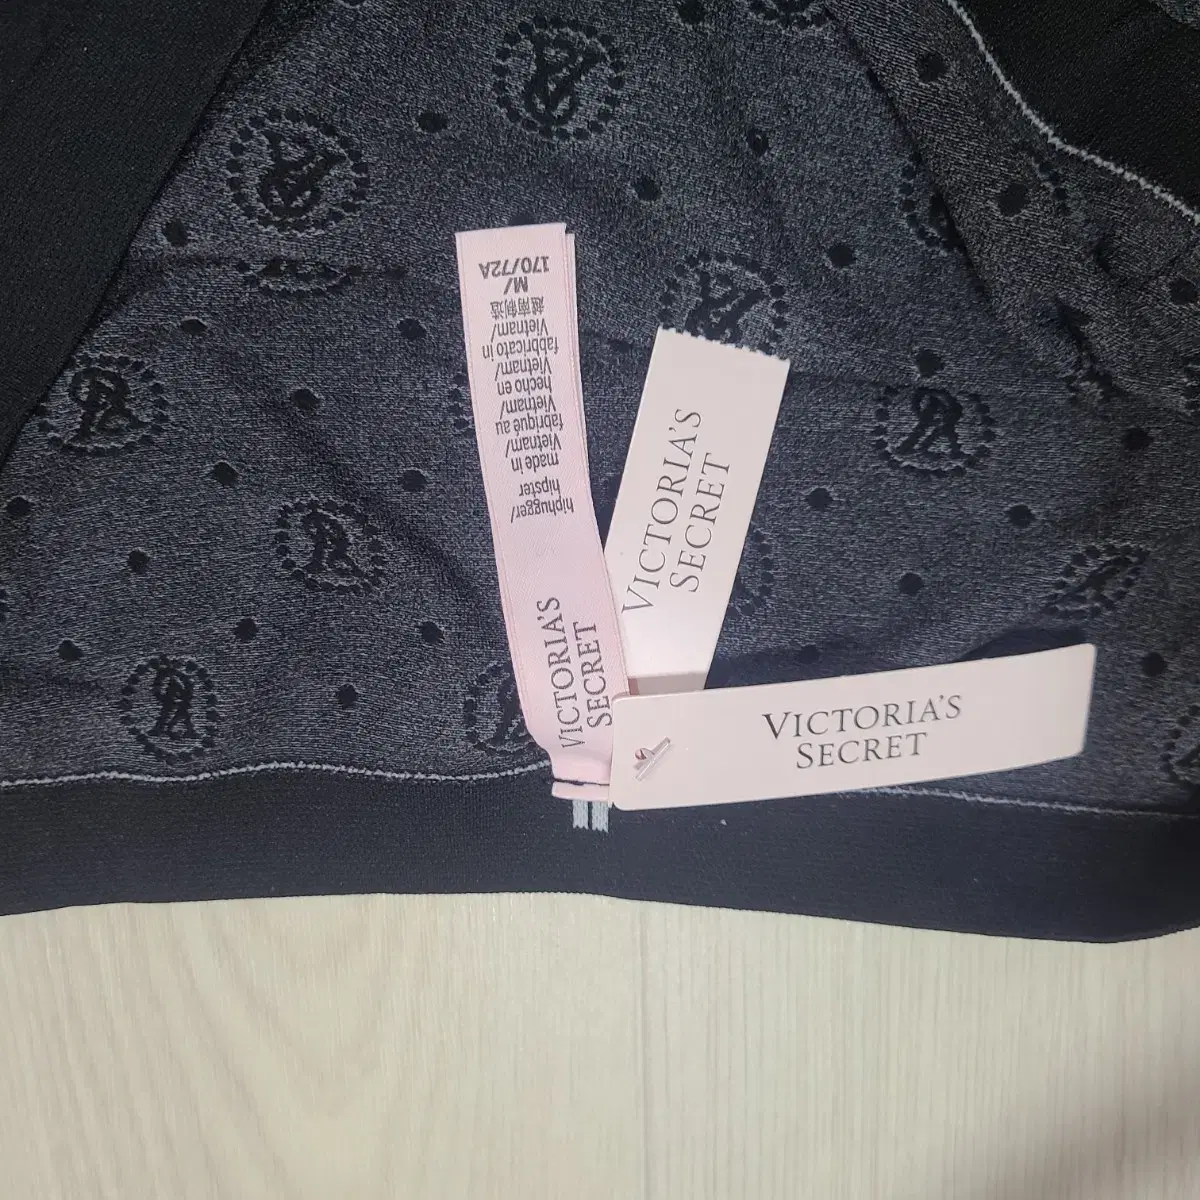 VICTORIA'S
SECRET
hiphugger/
hipster
made in
Vietnam/
fabriqué au
Vietnam/
hecho en
Vietnam/
fabbricato in
Vietnam/
越南制造
M/
170/72A
VICTORIA'S
SECRET
VICTORIA'S
SECRET